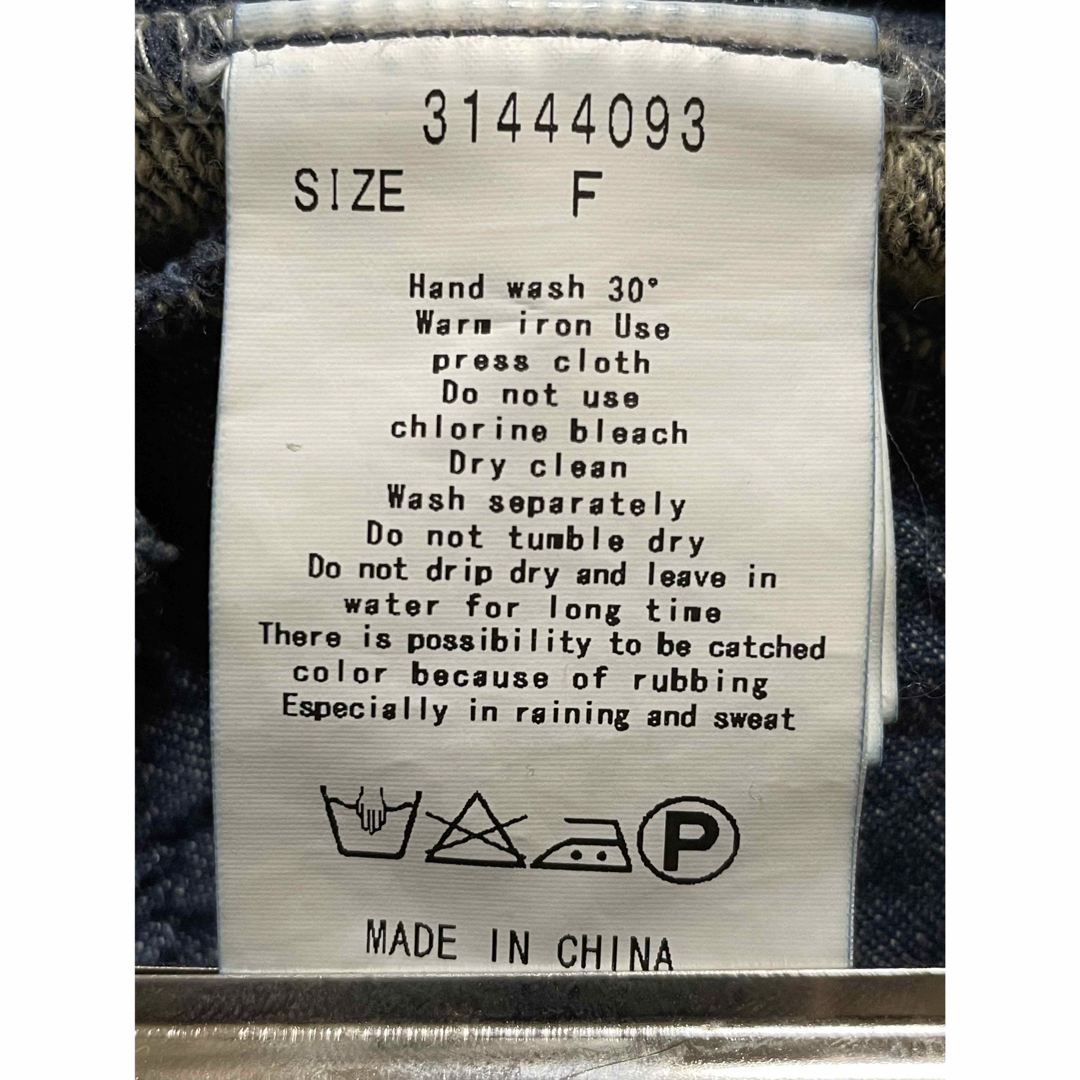 31444093
SIZE F
Hand wash 30°
Warm iron Use
press cloth
Do not use
chlorine bleach
Dry clean
Wash separately
Do not tumble dry
Do not drip dry and leave in
water for long time
There is possibility to be catched
color because of rubbing
Especially in raining and sweat
P
MADE IN CHINA